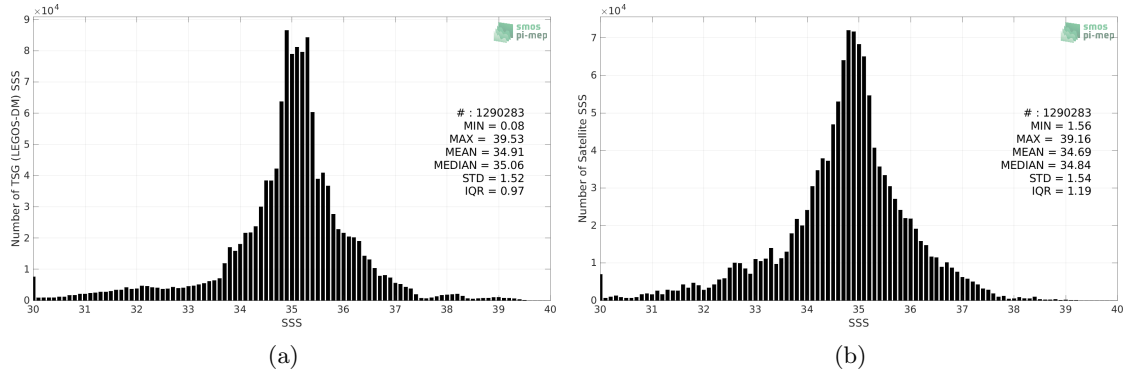 ×10⁴
9
8
7
6
5
4
3
2
1
0
Number of TSG (LEGOS-DM) SSS
smos
pi-mep
# : 1290283
MIN = 0.08
MAX = 39.53
MEAN = 34.91
MEDIAN = 35.06
STD = 1.52
IQR = 0.97
30 31 32 33 34 35 36 37 38 39 40
SSS
(a)
×10⁴
7
6
5
4
3
2
1
0
Number of Satellite SSS
smos
pi-mep
# : 1290283
MIN = 1.56
MAX = 39.16
MEAN = 34.69
MEDIAN = 34.84
STD = 1.54
IQR = 1.19
30 31 32 33 34 35 36 37 38 39 40
SSS
(b)